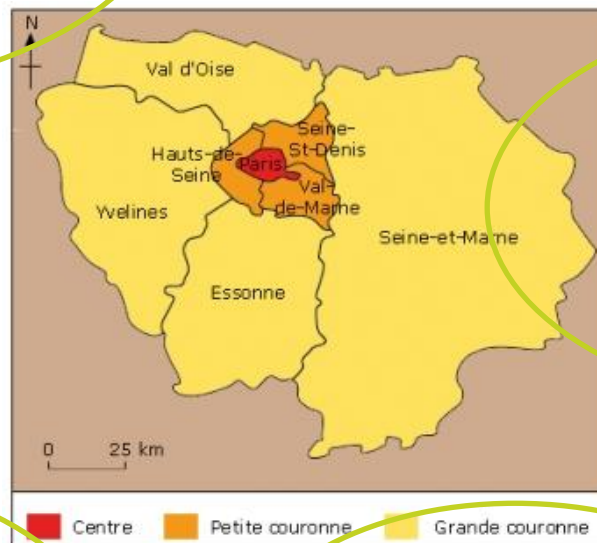 N
Val d'Oise
Seine-
St-Denis
Hauts-de-
Seine
Paris
Val-
de-Marne
Yvelines
Seine-et-Marne
Essonne
0 25 km
Centre Petite couronne Grande couronne